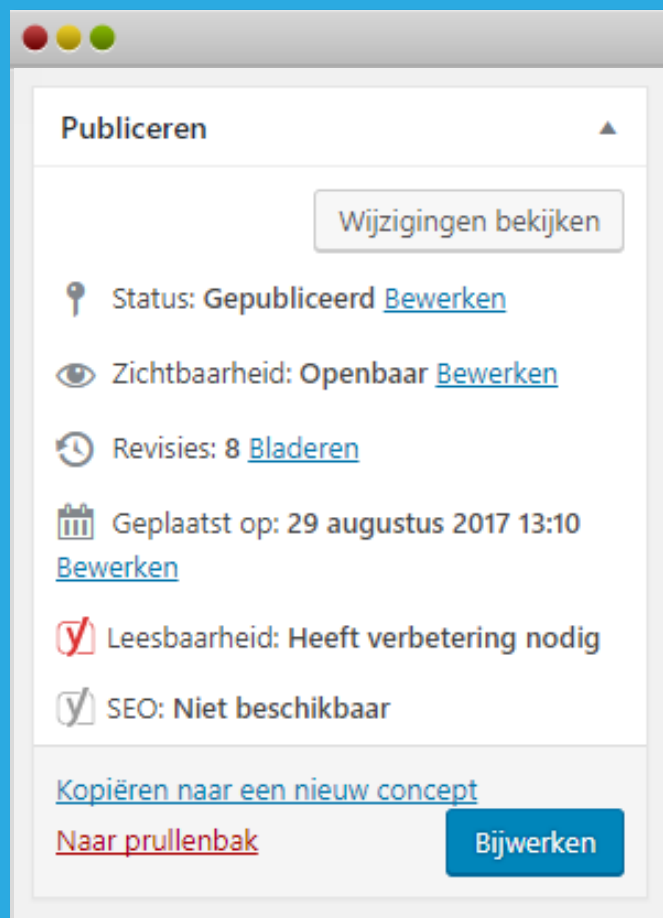 Publiceren
Wijzigingen bekijken
Status: Gepubliceerd Bewerken
Zichtbaarheid: Openbaar Bewerken
Revisies: 8 Bladeren
Geplaatst op: 29 augustus 2017 13:10
Bewerken
Leesbaarheid: Heeft verbetering nodig
SEO: Niet beschikbaar
Kopiëren naar een nieuw concept
Naar prullenbak
Bijwerken